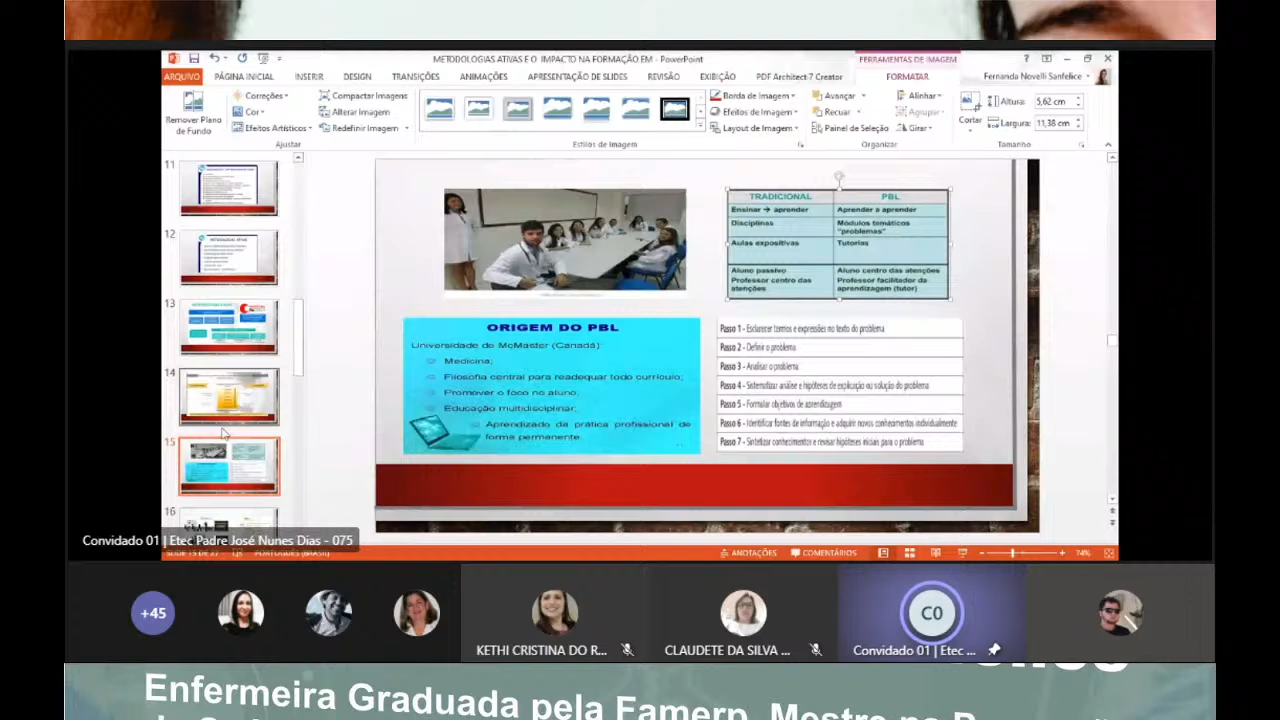 METODOLOGIAS ATIVAS E O IMPACTO NA FORMAÇÃO EM - PowerPoint
FERRAMENTAS DE IMAGEM
ARQUIVO PÁGINA INICIAL INSERIR DESIGN TRANSIÇÕES ANIMAÇÕES APRESENTAÇÃO DE SLIDES REVISÃO EXIBIÇÃO PDF Architect 7 Creator FORMATAR Fernanda Novelli Sanfelice
Remover Plano de Fundo
Correções
Cor
Efeitos Artísticos
Compactar Imagens
Alterar Imagem
Redefinir Imagem
Borda de Imagem
Efeitos de Imagem
Layout de Imagem
Avançar
Recuar
Painel de Seleção
Alinhar
Agrupar
Girar
Cortar
Altura: 5,62 cm
Largura: 11,38 cm
Ajustar
Estilos de Imagem
Organizar
Tamanho
11
12
13
14
15
16
TRADICIONAL PBL
Ensinar → aprender Aprender a aprender
Disciplinas Módulos temáticos
"problemas"
Aulas expositivas Tutorias
Aluno passivo Aluno centro das atenções
Professor centro das Professor facilitador da
atenções aprendizagem (tutor)
ORIGEM DO PBL
Universidade de McMaster (Canadá):
Medicina;
Filosofia central para readequar todo currículo;
Promover o foco no aluno;
Educação multidisciplinar;
Aprendizado da prática profissional de
forma permanente.
Passo 1 - Esclarecer termos e expressões no texto do problema
Passo 2 - Definir o problema
Passo 3 - Analisar o problema
Passo 4 - Sistematizar análise e hipóteses de explicação ou solução do problema
Passo 5 - Formular objetivos de aprendizagem
Passo 6 - Identificar fontes de informação e adquirir novos conhecimentos individualmente
Passo 7 - Sintetizar conhecimentos e revisar hipóteses iniciais para o problema
Convidado 01 | Etec Padre José Nunes Dias - 075
SLIDE 15 DE 27 PORTUGUÊS (BRASIL)
ANOTAÇÕES COMENTÁRIOS 74%
+45
KETHI CRISTINA DO R...
CLAUDETE DA SILVA ...
C0
Convidado 01 | Etec ...
Enfermeira Graduada pela Famerp, Mestre na